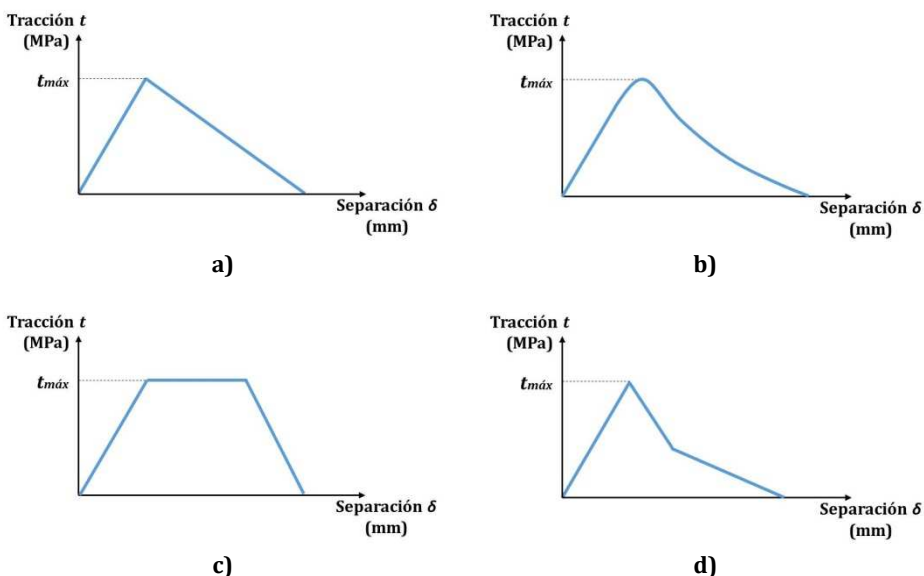 Tracción t
(MPa)
tmáx
Separación δ
(mm)
a)
Tracción t
(MPa)
tmáx
Separación δ
(mm)
b)
Tracción t
(MPa)
tmáx
Separación δ
(mm)
c)
Tracción t
(MPa)
tmáx
Separación δ
(mm)
d)